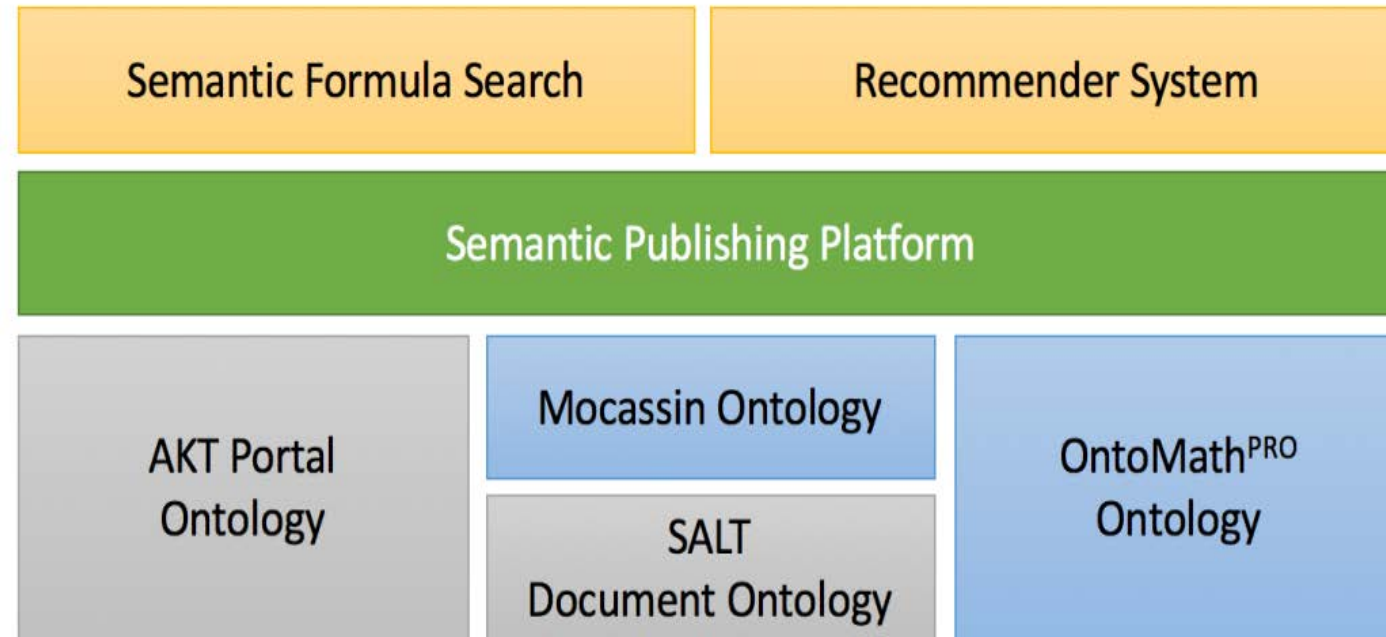 Semantic Formula Search
Recommender System
Semantic Publishing Platform
AKT Portal
Ontology
Mocassin Ontology
SALT
Document Ontology
OntoMathPRO
Ontology